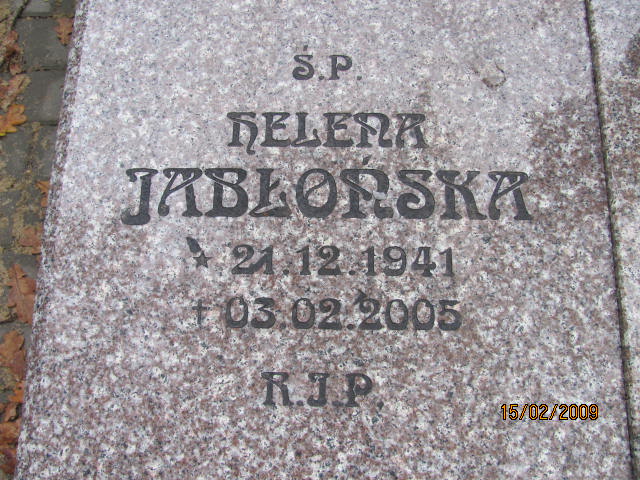 Ś.P.
HELENA
JABŁOŃSKA
* 21.12.1941
† 03.02.2005
R.I.P.
15/02/2009